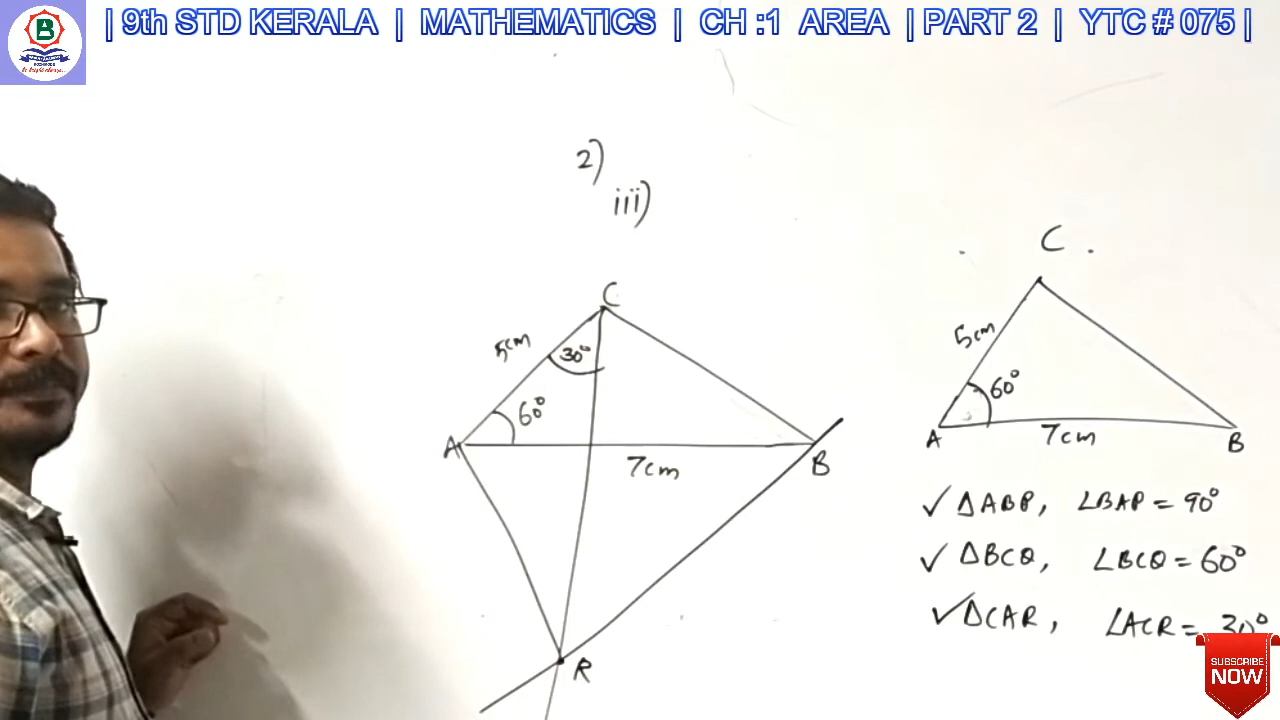 | 9th STD KERALA | MATHEMATICS | CH :1 AREA | PART 2 | YTC # 075 |
B
2)
iii)
C
5cm
30°
60°
A
7cm
B
R
C
5cm
60°
A
7cm
B
✓ ΔABP, ∠BAP = 90°
✓ ΔBCQ, ∠BCQ = 60°
✓ ΔCAR, ∠ACR = 30°
SUBSCRIBE
NOW